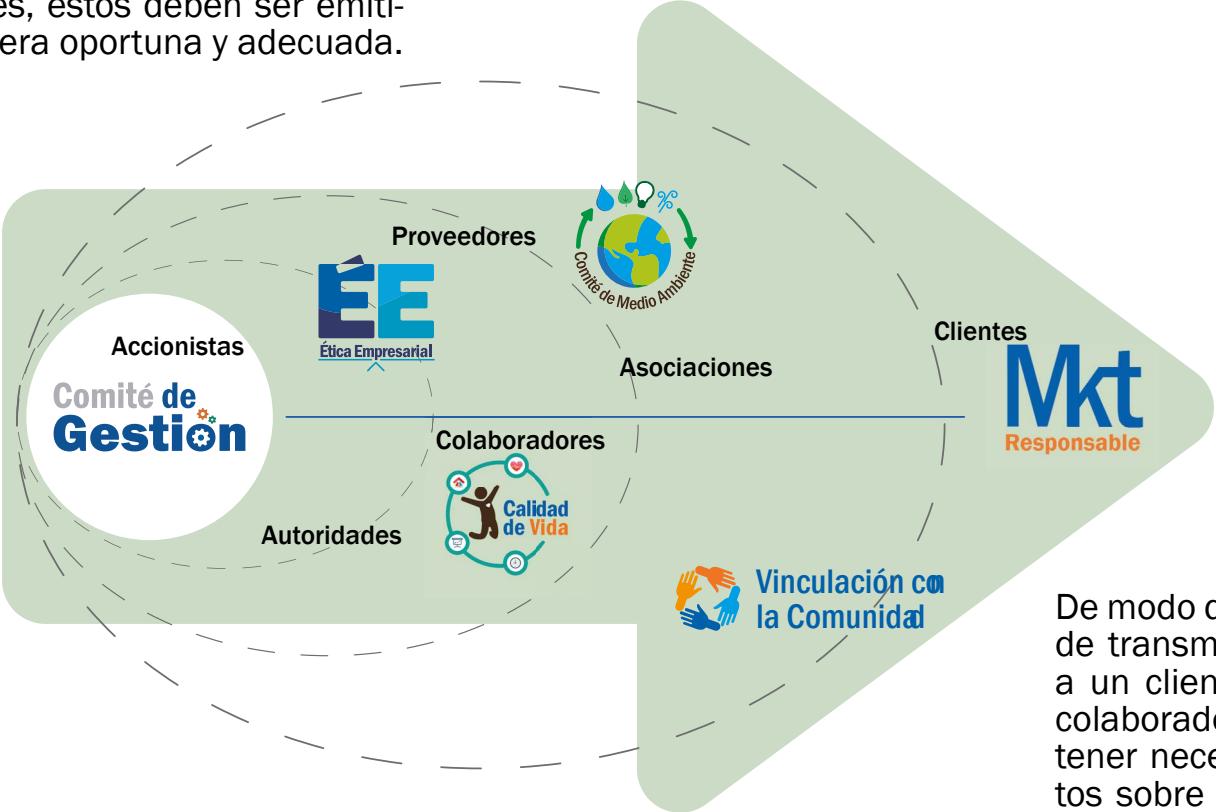 es, estos deben ser emiti-
era oportuna y adecuada.
Proveedores
Comité de Medio Ambiente
ÉE
Ética Empresarial
Accionistas
Comité de
Gestión
Asociaciones
Clientes
Mkt
Responsable
Colaboradores
Calidad
de Vida
Autoridades
Vinculación con
la Comunidad
De modo
de transm
a un clien
colaborado
tener nece
tos sobre